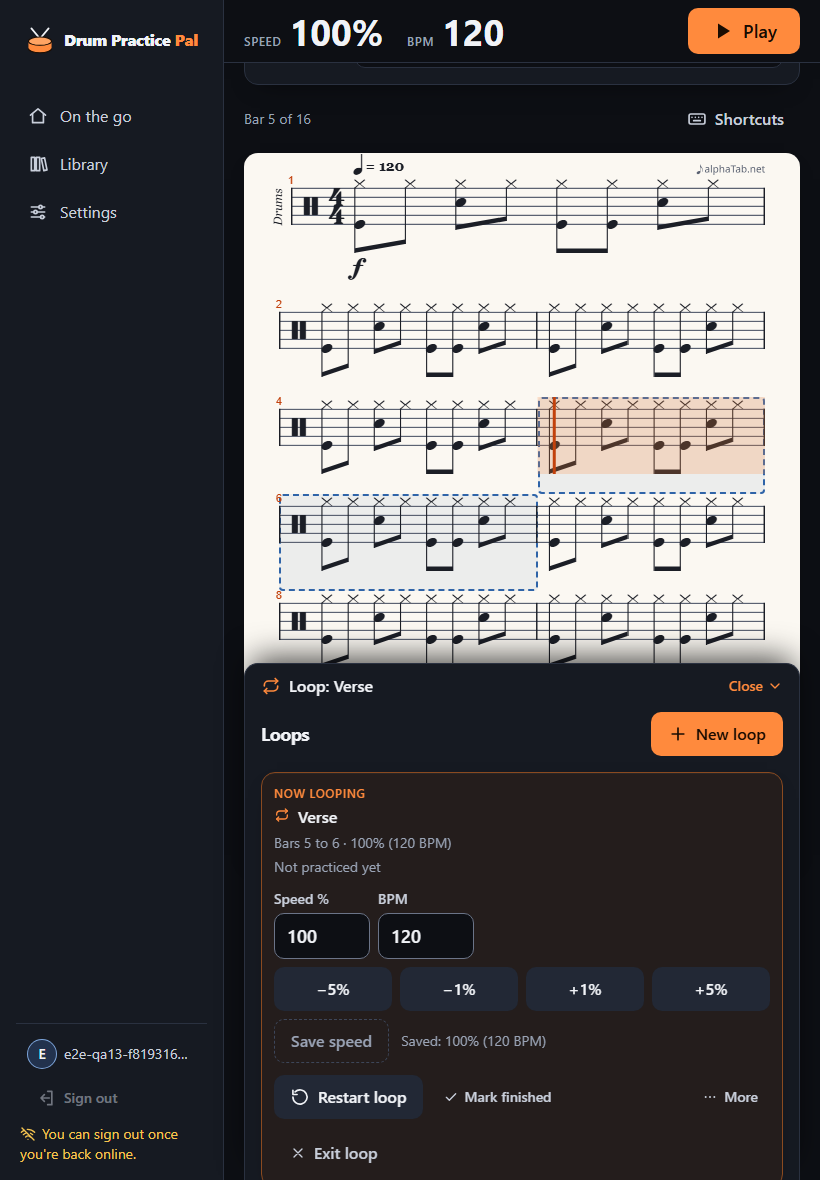 Drum Practice Pal
SPEED 100% BPM 120
Play
On the go
Library
Settings
Bar 5 of 16
Shortcuts
= 120
♪alphaTab.net
Drums
1
4
4
f
2
4
6
8
Loop: Verse
Close
Loops
New loop
NOW LOOPING
Verse
Bars 5 to 6 · 100% (120 BPM)
Not practiced yet
Speed % BPM
100 120
−5% −1% +1% +5%
Save speed
Saved: 100% (120 BPM)
Restart loop
Mark finished
··· More
Exit loop
E
e2e-qa13-f819316...
Sign out
You can sign out once
you're back online.